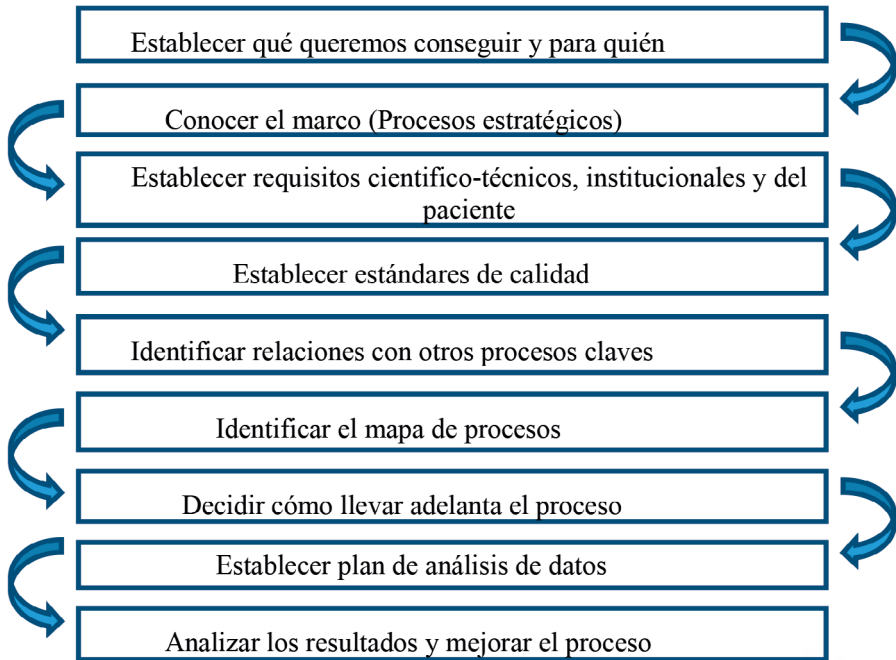 Establecer qué queremos conseguir y para quién
Conocer el marco (Procesos estratégicos)
Establecer requisitos cientifico-técnicos, institucionales y del
paciente
Establecer estándares de calidad
Identificar relaciones con otros procesos claves
Identificar el mapa de procesos
Decidir cómo llevar adelanta el proceso
Establecer plan de análisis de datos
Analizar los resultados y mejorar el proceso